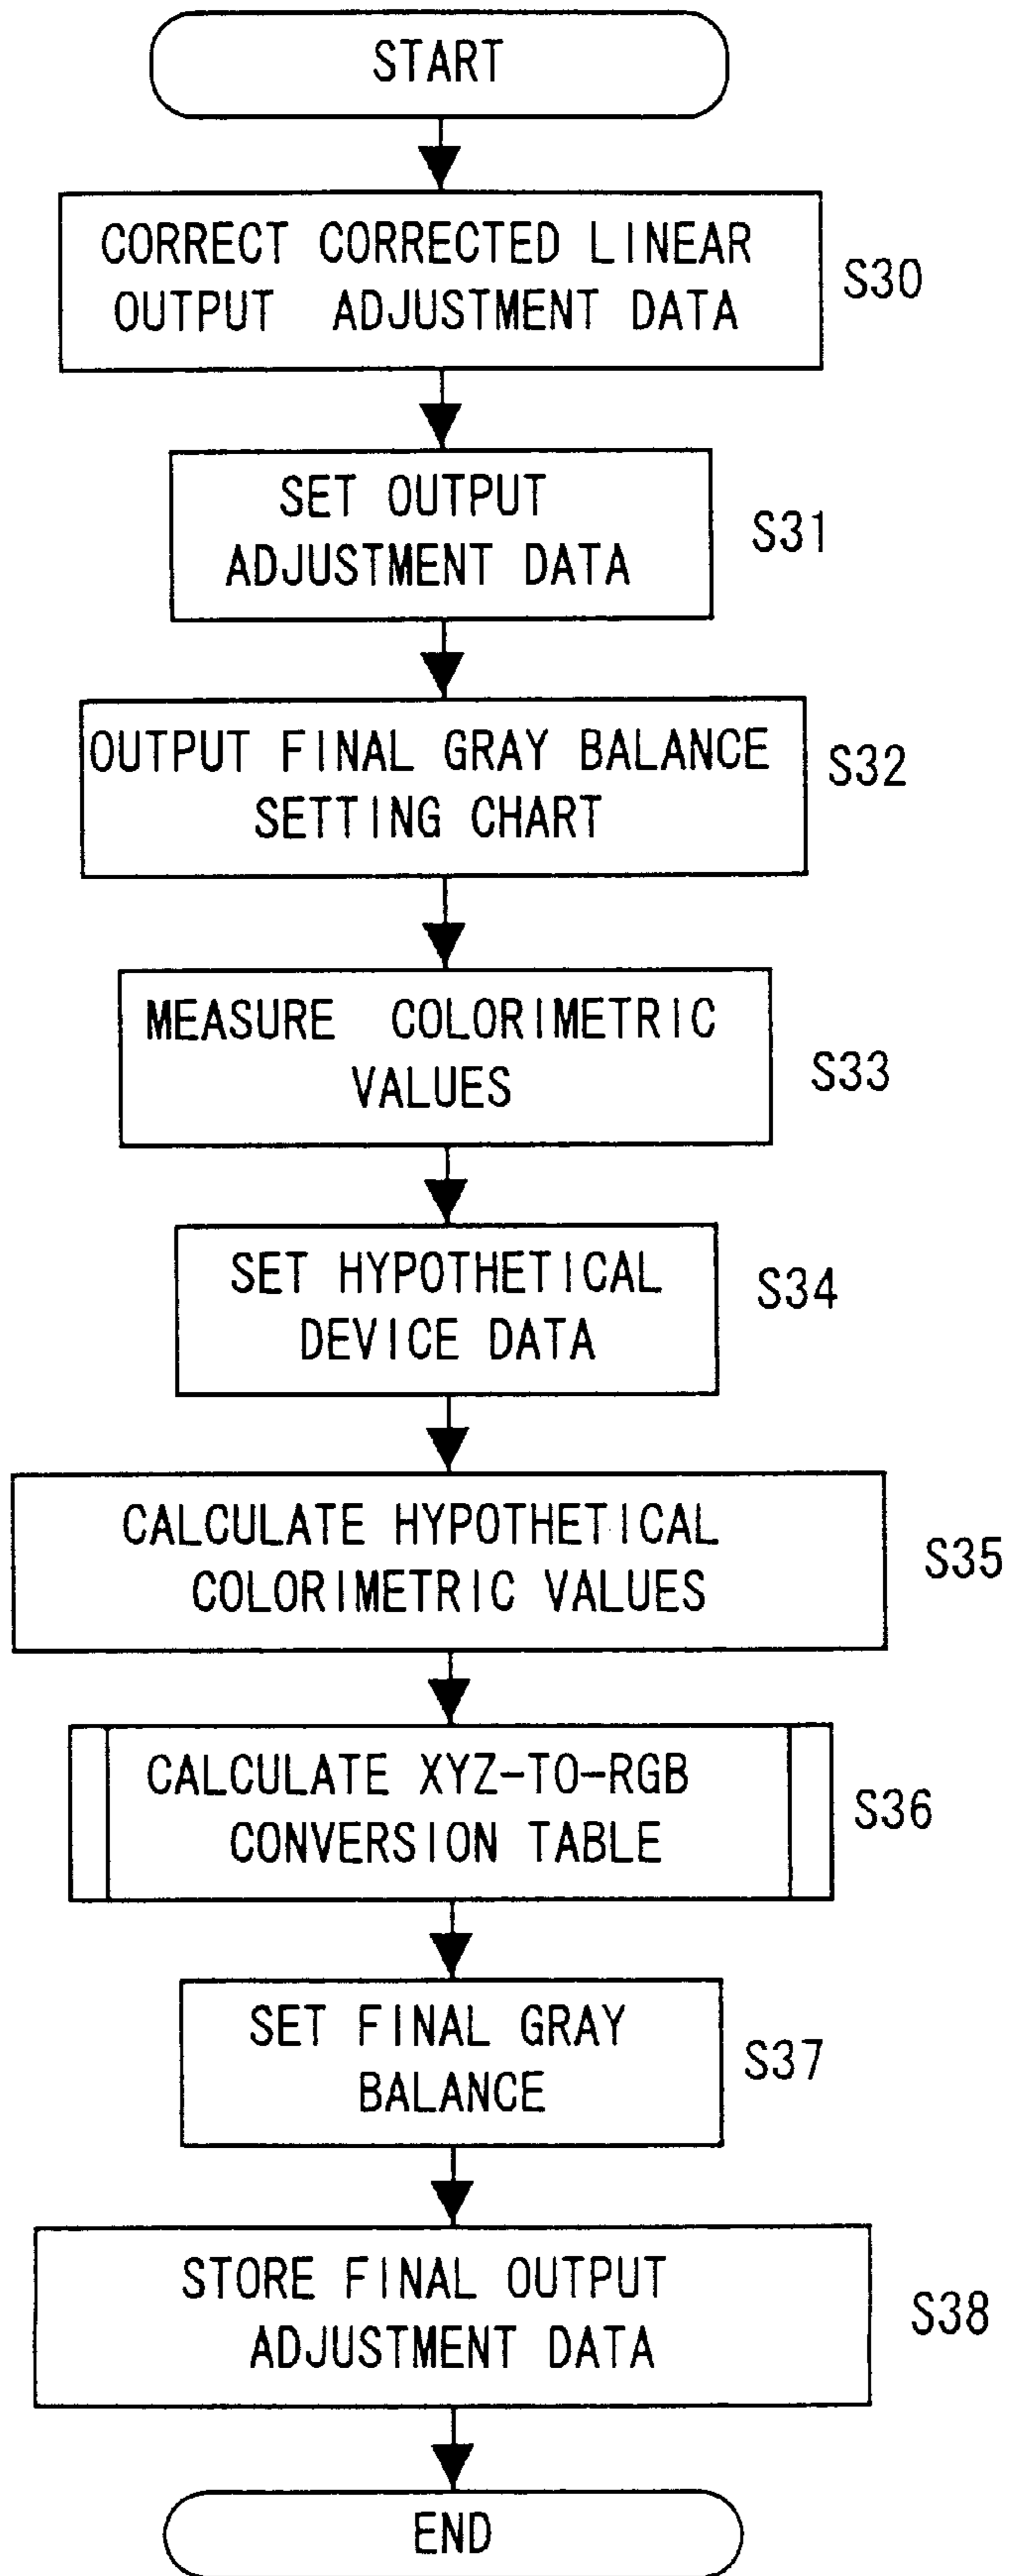 START
CORRECT CORRECTED LINEAR
OUTPUT ADJUSTMENT DATA
S30
SET OUTPUT
ADJUSTMENT DATA
S31
OUTPUT FINAL GRAY BALANCE
SETTING CHART
S32
MEASURE COLORIMETRIC
VALUES
S33
SET HYPOTHETICAL
DEVICE DATA
S34
CALCULATE HYPOTHETICAL
COLORIMETRIC VALUES
S35
CALCULATE XYZ-TO-RGB
CONVERSION TABLE
S36
SET FINAL GRAY
BALANCE
S37
STORE FINAL OUTPUT
ADJUSTMENT DATA
S38
END